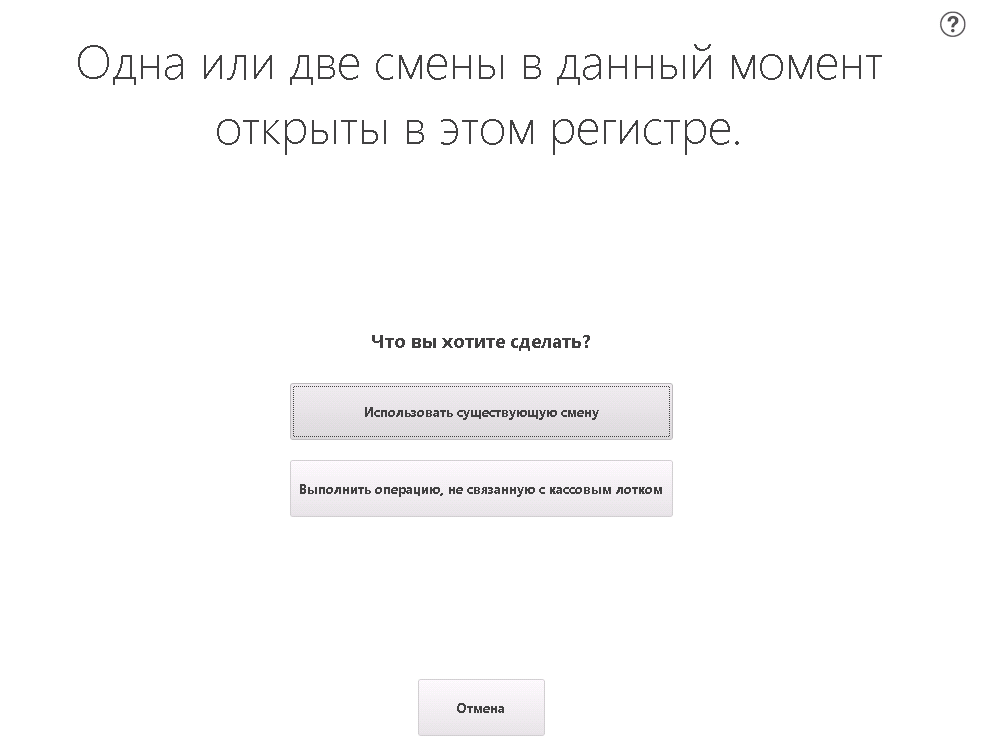 ?
Одна или две смены в данный момент
открыты в этом регистре.
Что вы хотите сделать?
Использовать существующую смену
Выполнить операцию, не связанную с кассовым лотком
Отмена